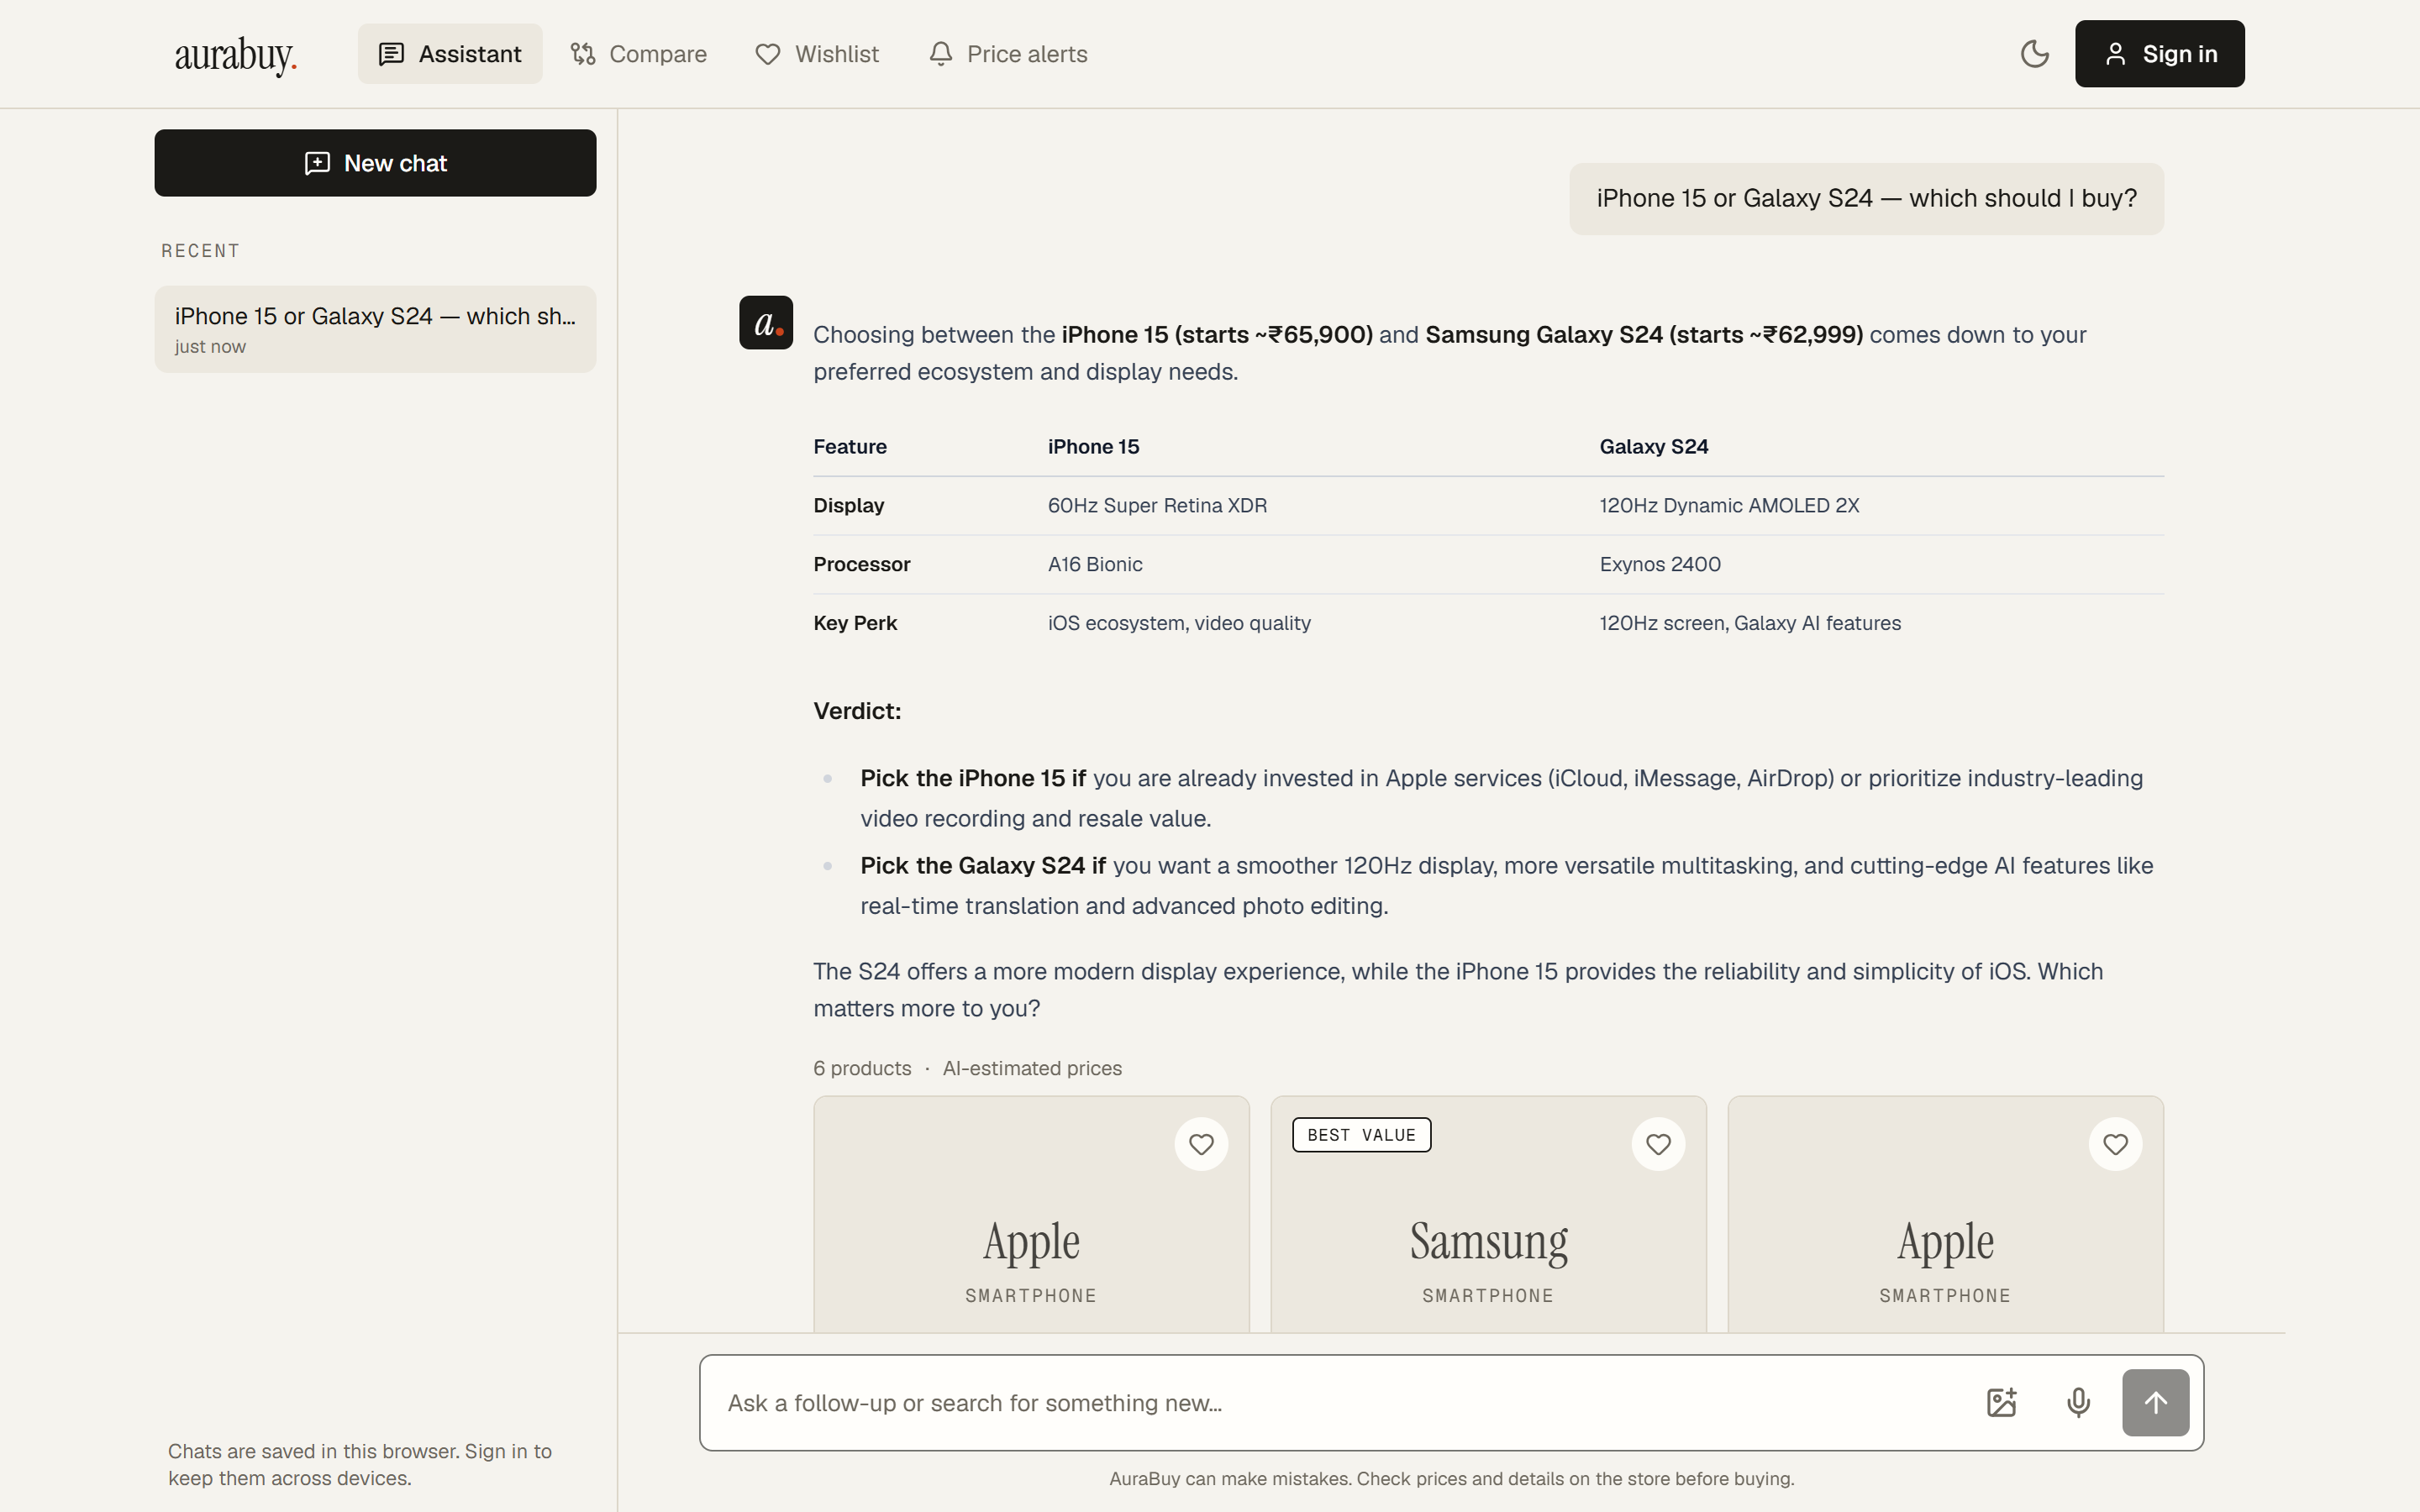 aurabuy.
Assistant
Compare
Wishlist
Price alerts
Sign in
New chat
RECENT
iPhone 15 or Galaxy S24 — which sh...
just now
Chats are saved in this browser. Sign in to
keep them across devices.
iPhone 15 or Galaxy S24 — which should I buy?
a.
Choosing between the iPhone 15 (starts ~₹65,900) and Samsung Galaxy S24 (starts ~₹62,999) comes down to your
preferred ecosystem and display needs.
Feature iPhone 15 Galaxy S24
Display 60Hz Super Retina XDR 120Hz Dynamic AMOLED 2X
Processor A16 Bionic Exynos 2400
Key Perk iOS ecosystem, video quality 120Hz screen, Galaxy AI features
Verdict:
Pick the iPhone 15 if you are already invested in Apple services (iCloud, iMessage, AirDrop) or prioritize industry-leading
video recording and resale value.
Pick the Galaxy S24 if you want a smoother 120Hz display, more versatile multitasking, and cutting-edge AI features like
real-time translation and advanced photo editing.
The S24 offers a more modern display experience, while the iPhone 15 provides the reliability and simplicity of iOS. Which
matters more to you?
6 products · AI-estimated prices
Apple
SMARTPHONE
BEST VALUE
Samsung
SMARTPHONE
Apple
SMARTPHONE
Ask a follow-up or search for something new...
AuraBuy can make mistakes. Check prices and details on the store before buying.